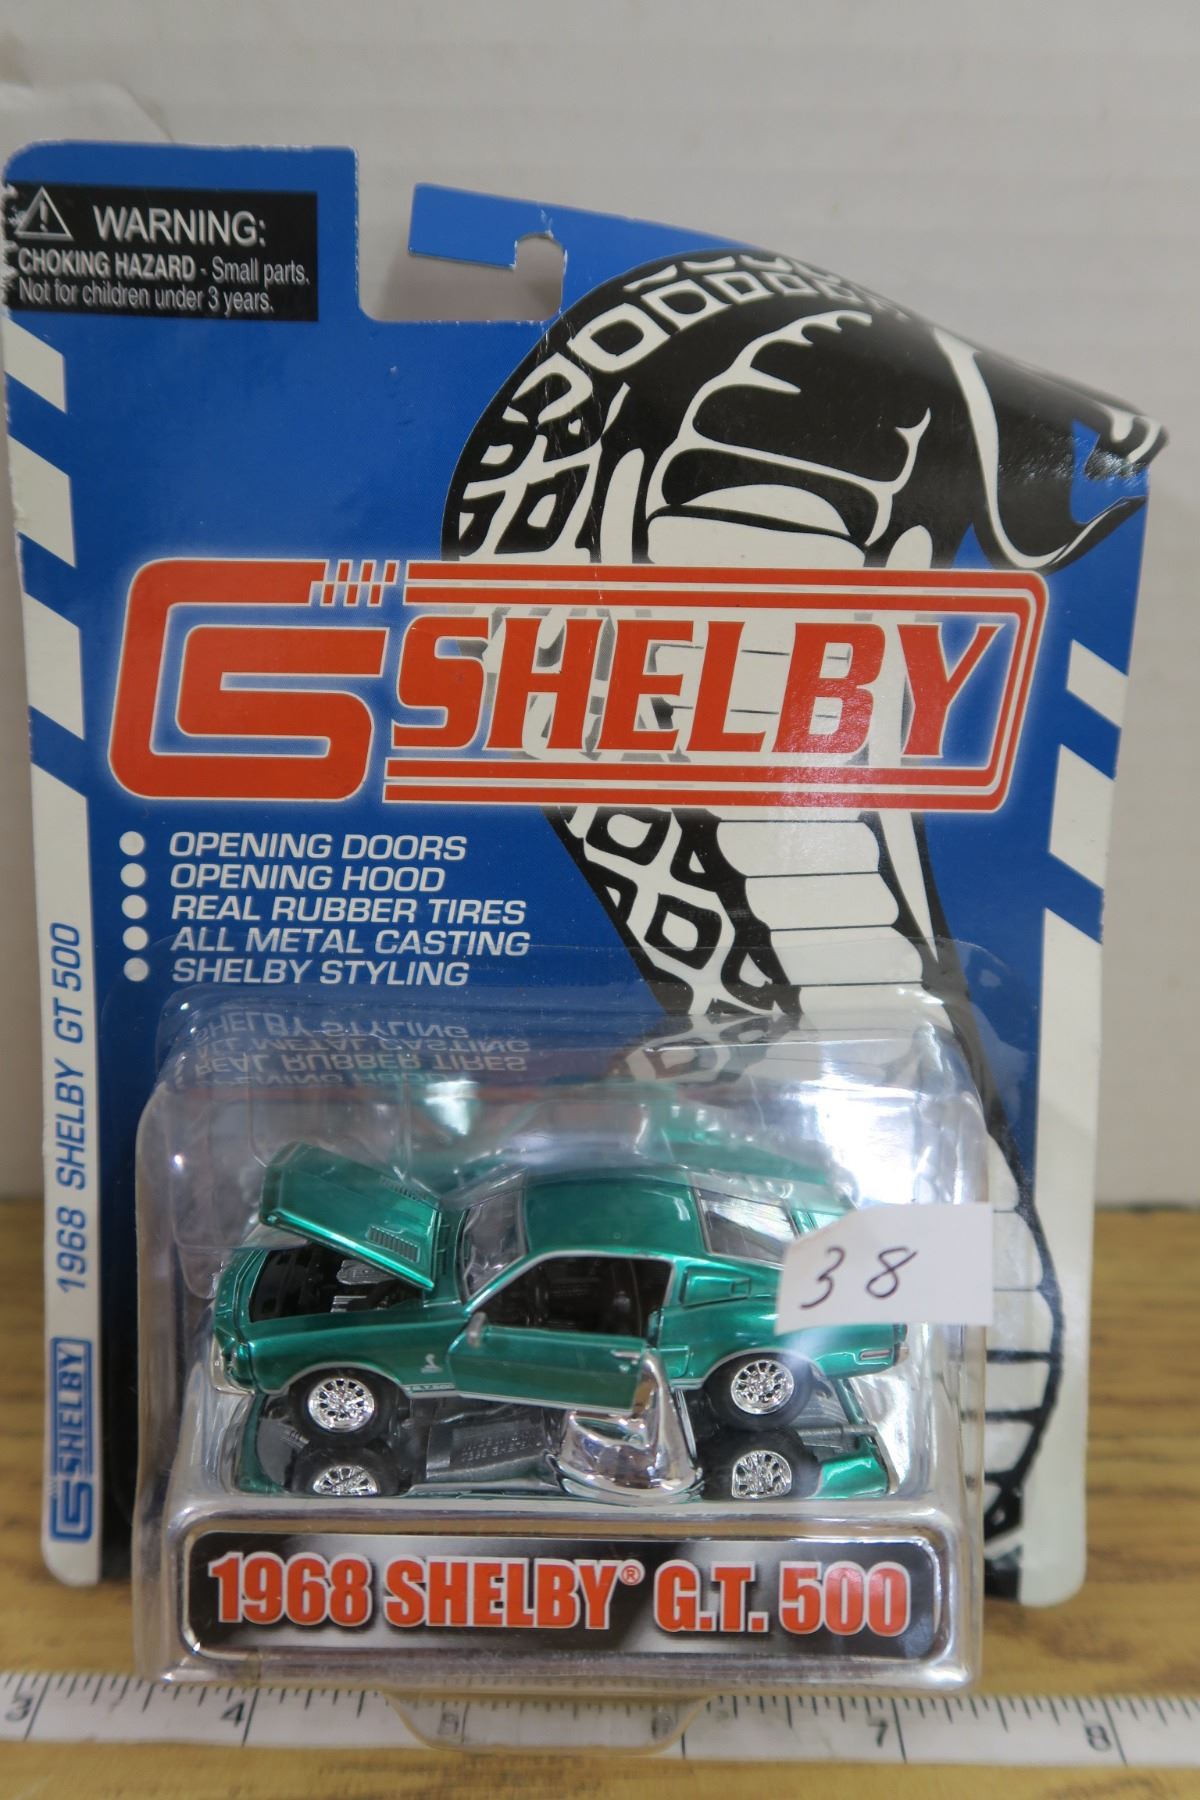 WARNING:
CHOKING HAZARD - Small parts.
Not for children under 3 years.
SHELBY
OPENING DOORS
OPENING HOOD
REAL RUBBER TIRES
ALL METAL CASTING
SHELBY STYLING
1968 SHELBY GT 500
SHELBY
38
1968 SHELBY® G.T. 500
3 4 5 6 7 8